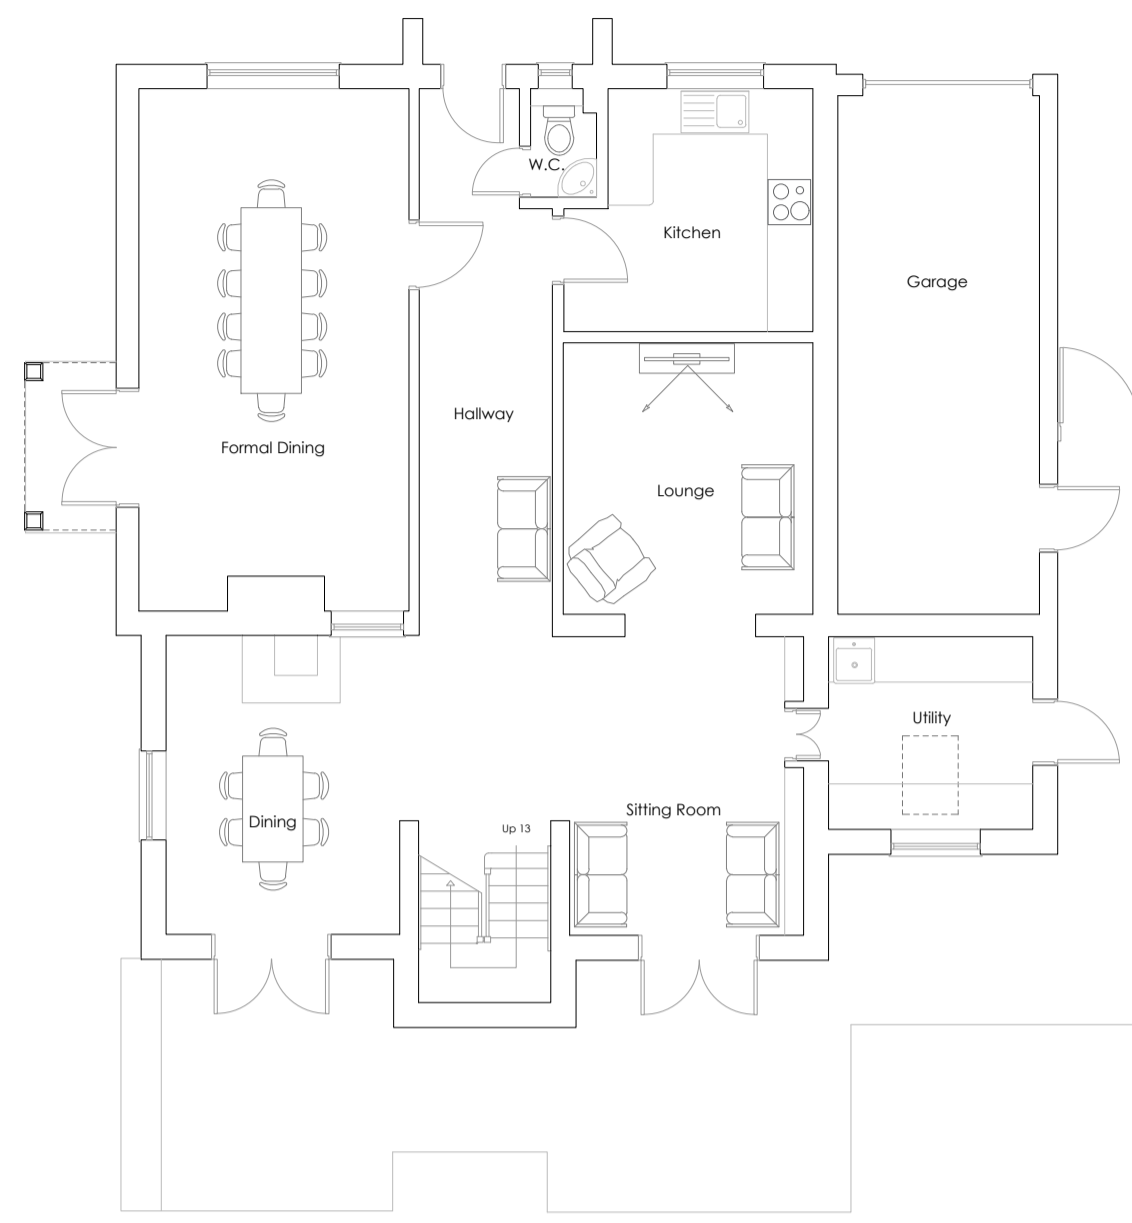 W.C.
Kitchen
Garage
Hallway
Formal Dining
Lounge
Utility
Sitting Room
Dining
Up 13